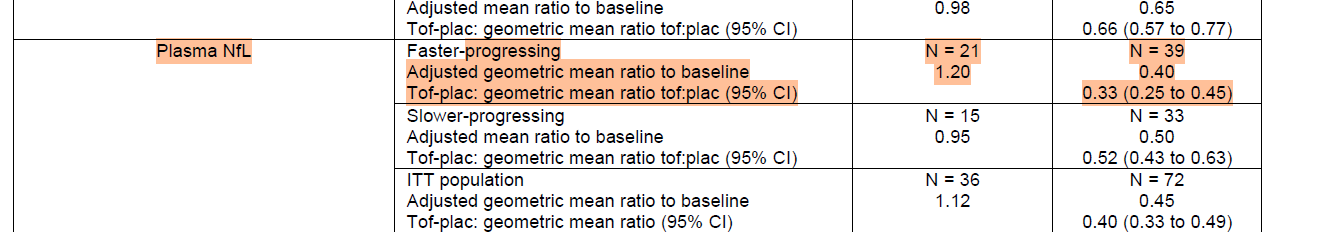 Adjusted mean ratio to baseline 0.98 0.65
Tof-plac: geometric mean ratio tof:plac (95% CI) 0.66 (0.57 to 0.77)
Plasma NfL Faster-progressing N = 21 N = 39
Adjusted geometric mean ratio to baseline 1.20 0.40
Tof-plac: geometric mean ratio tof:plac (95% CI) 0.33 (0.25 to 0.45)
Slower-progressing N = 15 N = 33
Adjusted mean ratio to baseline 0.95 0.50
Tof-plac: geometric mean ratio tof:plac (95% CI) 0.52 (0.43 to 0.63)
ITT population N = 36 N = 72
Adjusted geometric mean ratio to baseline 1.12 0.45
Tof-plac: geometric mean ratio (95% CI) 0.40 (0.33 to 0.49)